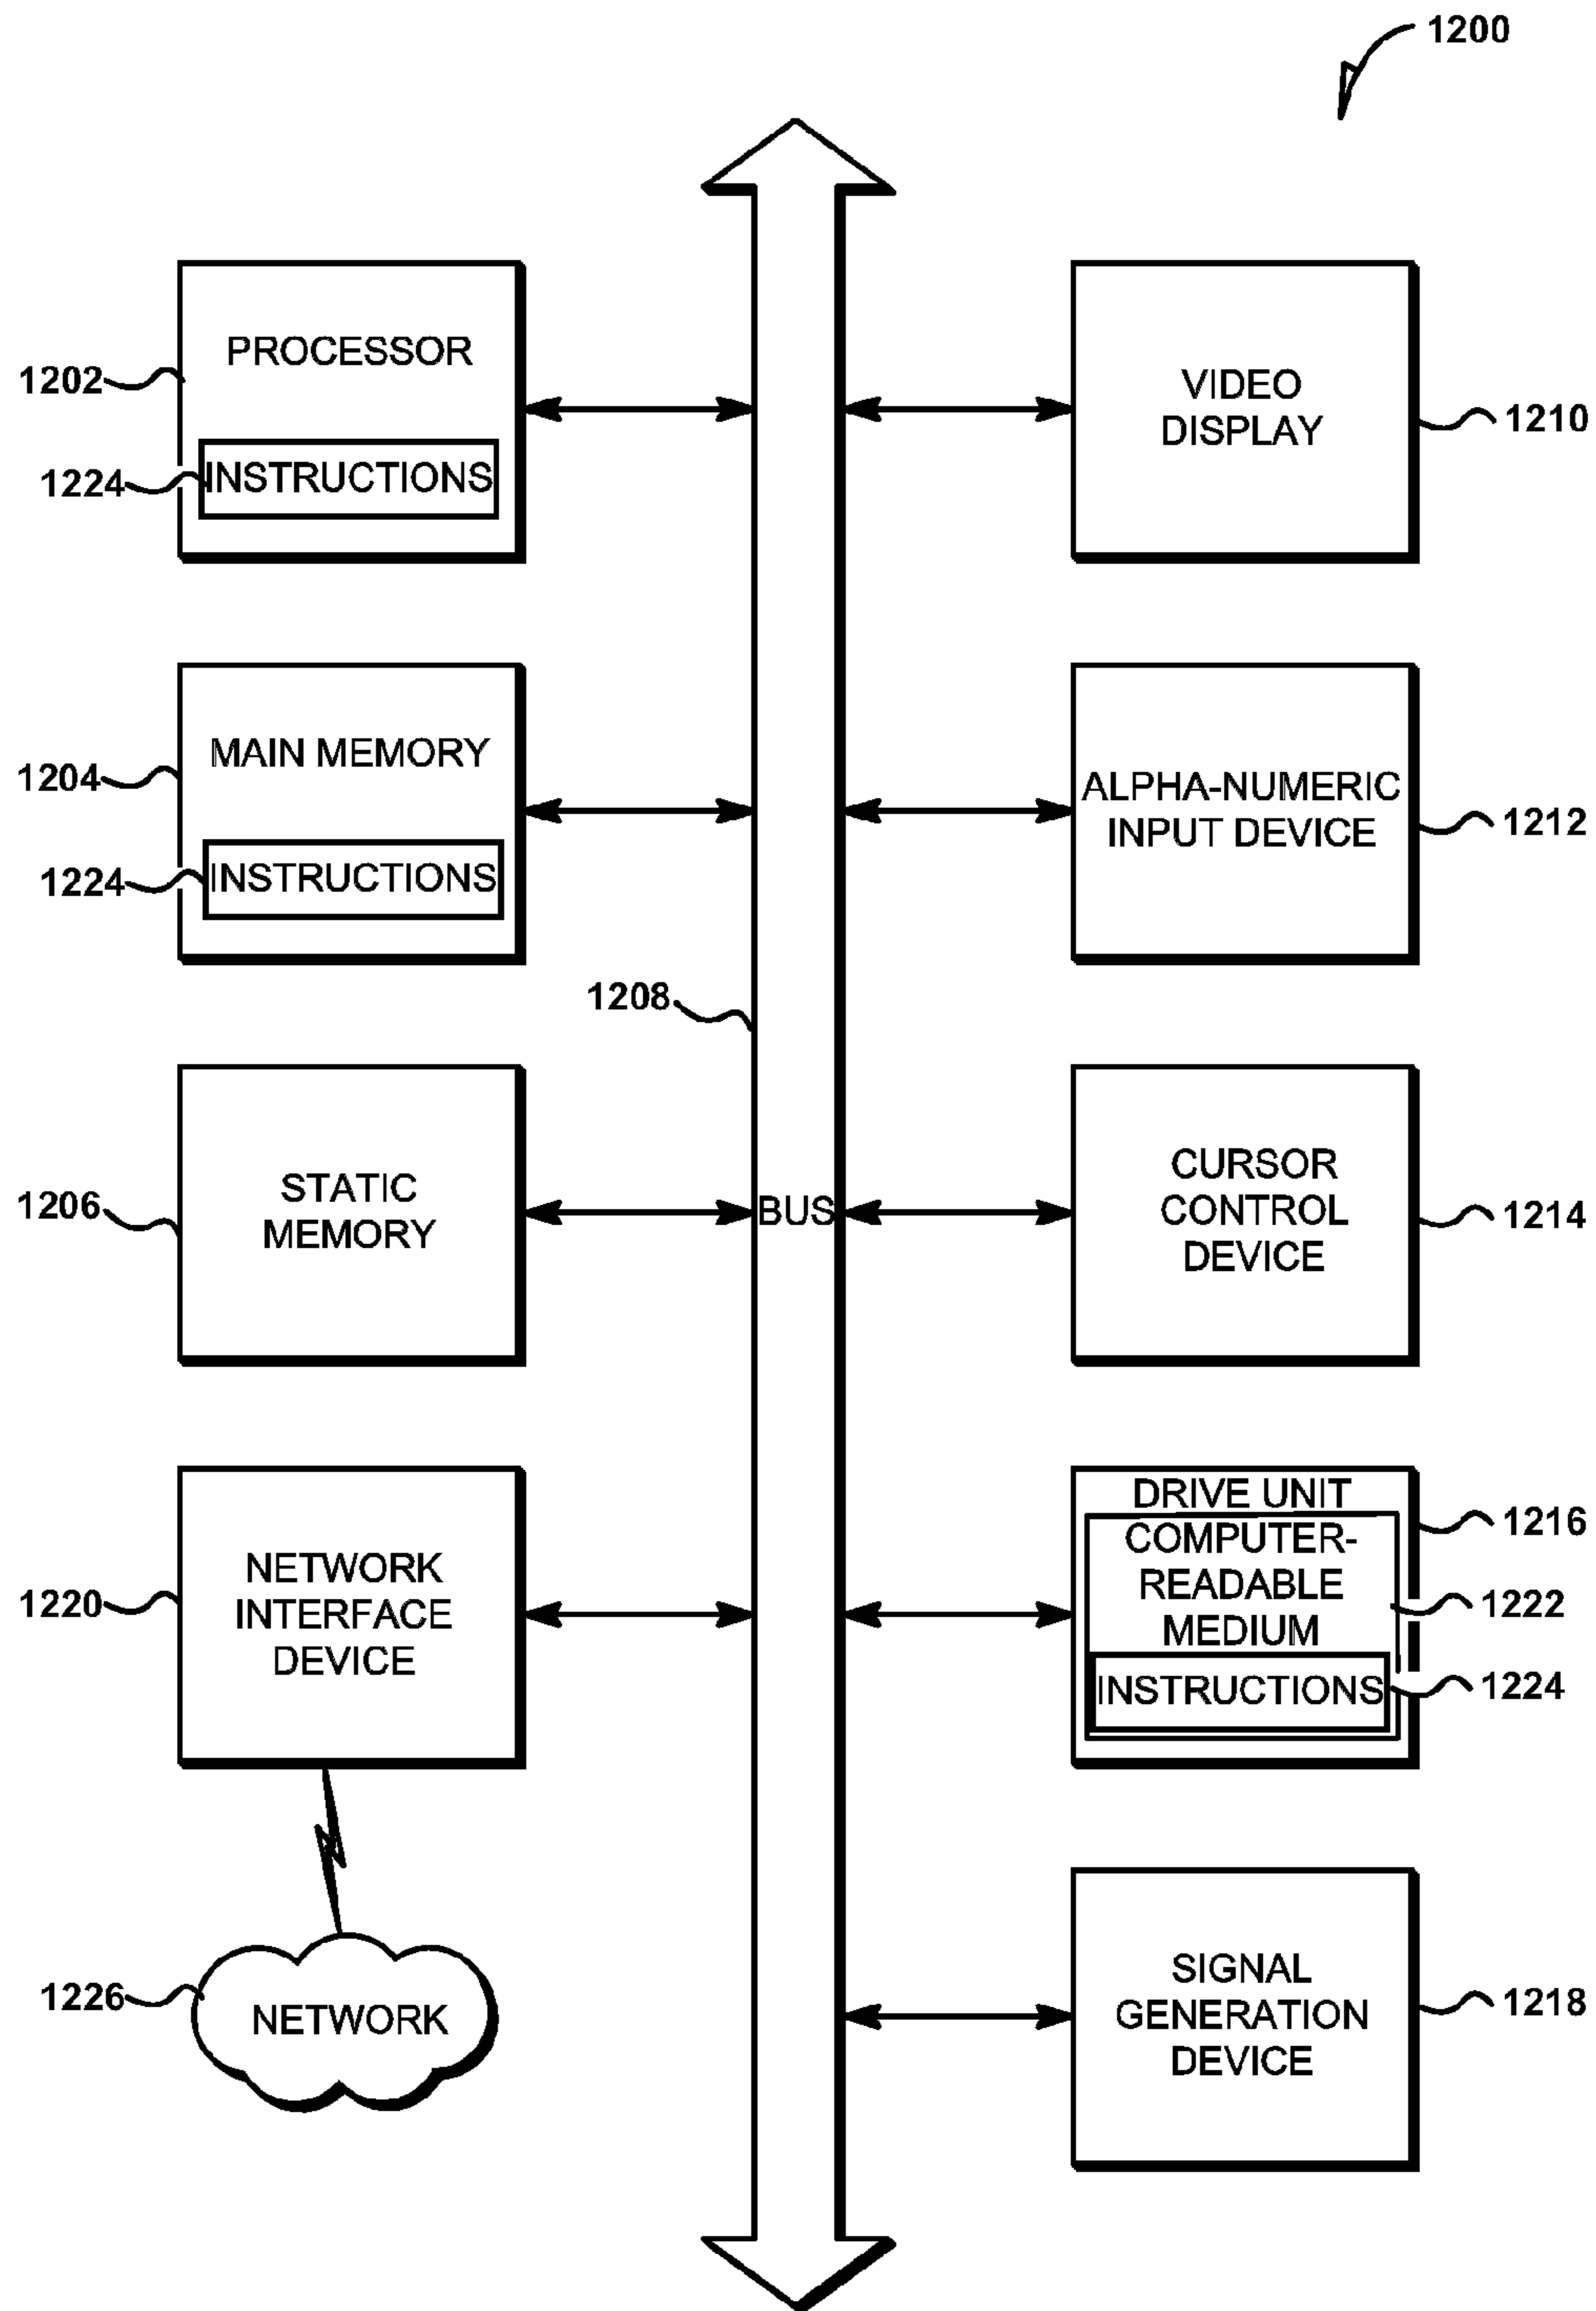 1200
PROCESSOR
1202
1224
INSTRUCTIONS
VIDEO
DISPLAY
1210
MAIN MEMORY
1204
1224
INSTRUCTIONS
ALPHA-NUMERIC
INPUT DEVICE
1212
1208
STATIC
MEMORY
1206
BUS
CURSOR
CONTROL
DEVICE
1214
NETWORK
INTERFACE
DEVICE
1220
DRIVE UNIT
1216
COMPUTER-
READABLE
MEDIUM
1222
INSTRUCTIONS
1224
1226
NETWORK
SIGNAL
GENERATION
DEVICE
1218